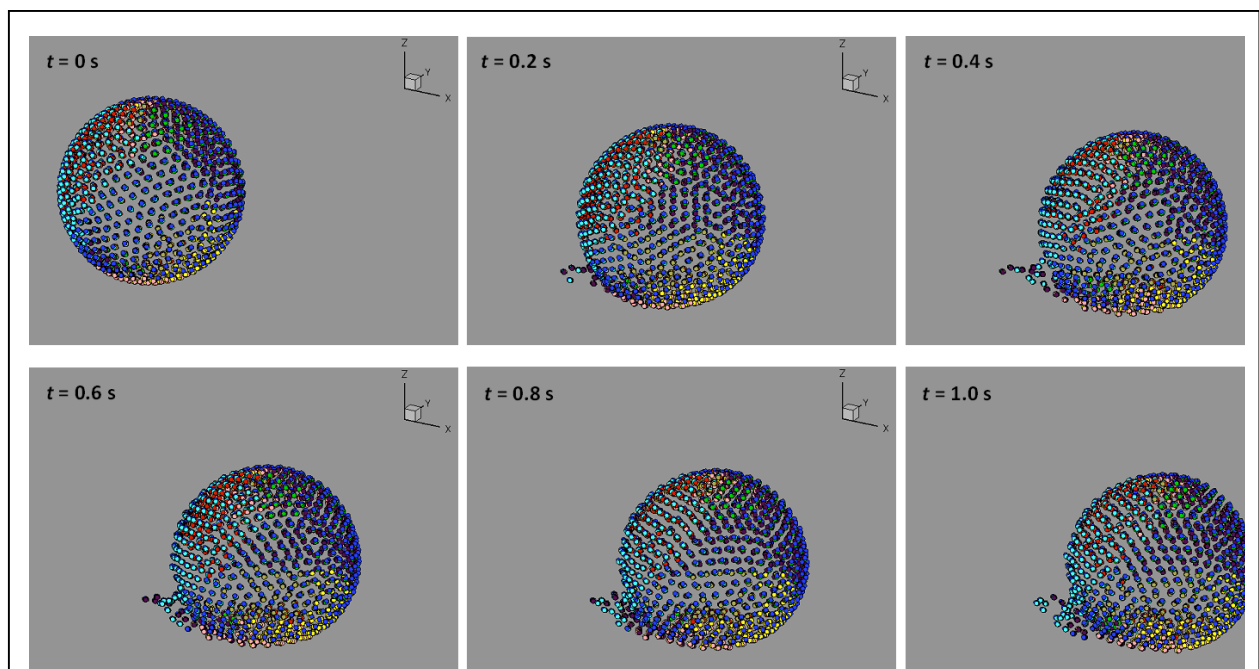 t = 0 s
Z
Y
X
t = 0.2 s
Z
Y
X
t = 0.4 s
Z
Y
X
t = 0.6 s
Z
Y
X
t = 0.8 s
Z
Y
X
t = 1.0 s